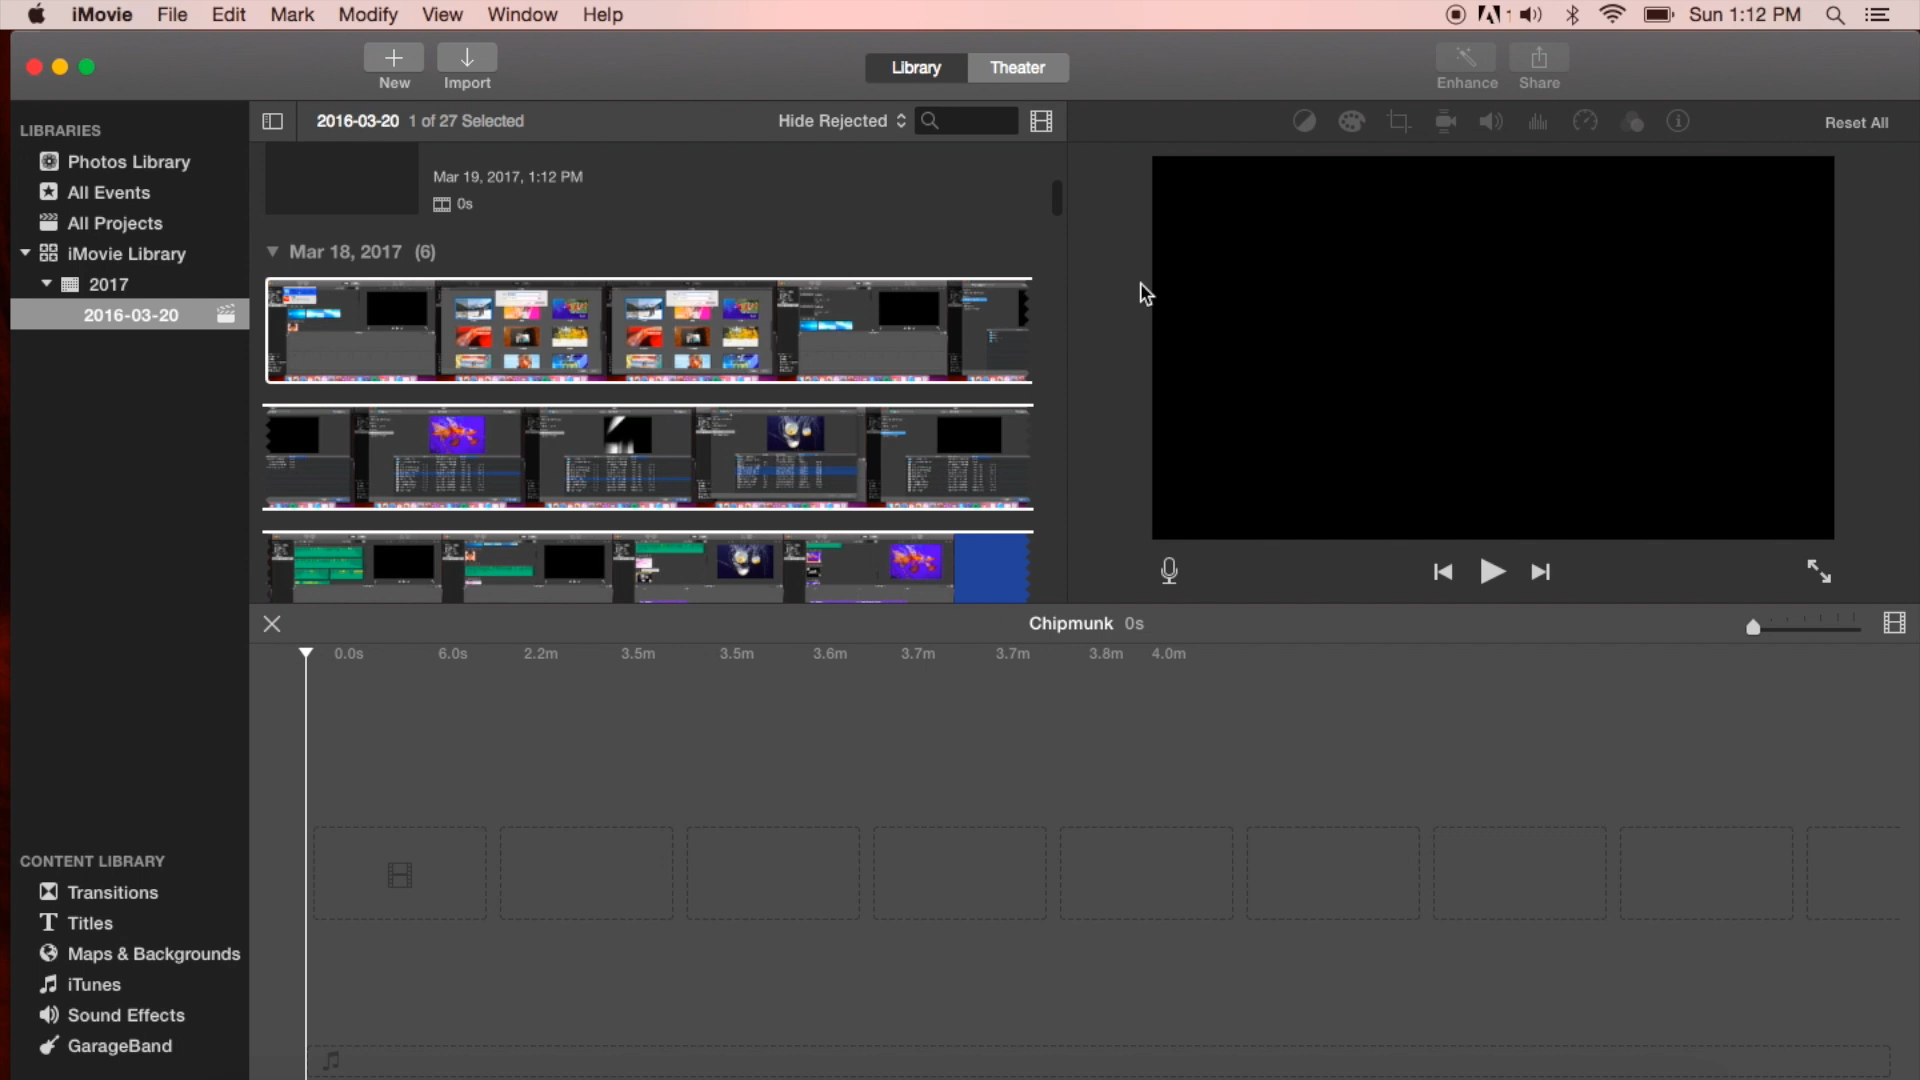 iMovie File Edit Mark Modify View Window Help Sun 1:12 PM
New Import Library Theater Enhance Share
LIBRARIES
Photos Library
All Events
All Projects
iMovie Library
2017
2016-03-20
2016-03-20 1 of 27 Selected Hide Rejected
Reset All
Mar 19, 2017, 1:12 PM
0s
Mar 18, 2017 (6)
Chipmunk 0s
0.0s 6.0s 2.2m 3.5m 3.5m 3.6m 3.7m 3.7m 3.8m 4.0m
CONTENT LIBRARY
Transitions
Titles
Maps & Backgrounds
iTunes
Sound Effects
GarageBand